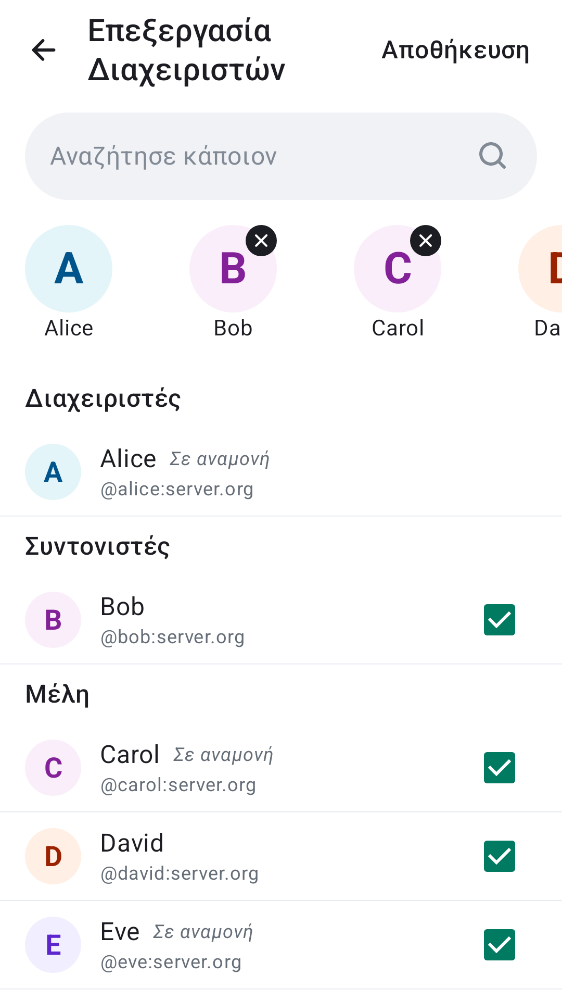 Επεξεργασία
Διαχειριστών
Αποθήκευση
Αναζήτησε κάποιον
A
B
C
D
Alice
Bob
Carol
Da
Διαχειριστές
A
Alice Σε αναμονή
@alice:server.org
Συντονιστές
B
Bob
@bob:server.org
Μέλη
C
Carol Σε αναμονή
@carol:server.org
D
David
@david:server.org
E
Eve Σε αναμονή
@eve:server.org